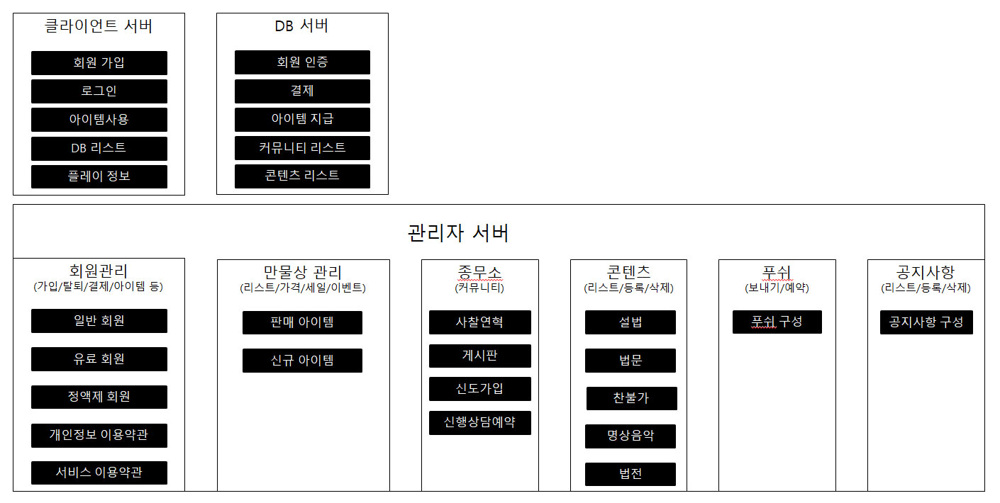 클라이언트 서버
회원 가입
로그인
아이템사용
DB 리스트
플레이 정보
DB 서버
회원 인증
결제
아이템 지급
커뮤니티 리스트
콘텐츠 리스트
관리자 서버
회원관리
(가입/탈퇴/결제/아이템 등)
일반 회원
유료 회원
정액제 회원
개인정보 이용약관
서비스 이용약관
만물상 관리
(리스트/가격/세일/이벤트)
판매 아이템
신규 아이템
종무소
(커뮤니티)
사찰연혁
게시판
신도가입
신행상담예약
콘텐츠
(리스트/등록/삭제)
설법
법문
찬불가
명상음악
법전
푸쉬
(보내기/예약)
푸쉬 구성
공지사항
(리스트/등록/삭제)
공지사항 구성